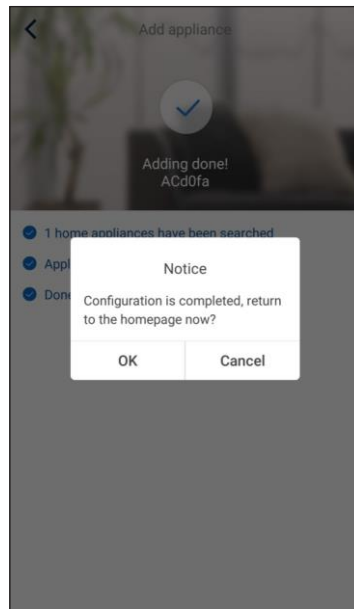 Add appliance
Adding done!
ACd0fa
1 home appliances have been searched
Appl
Done
Notice
Configuration is completed, return
to the homepage now?
OK
Cancel